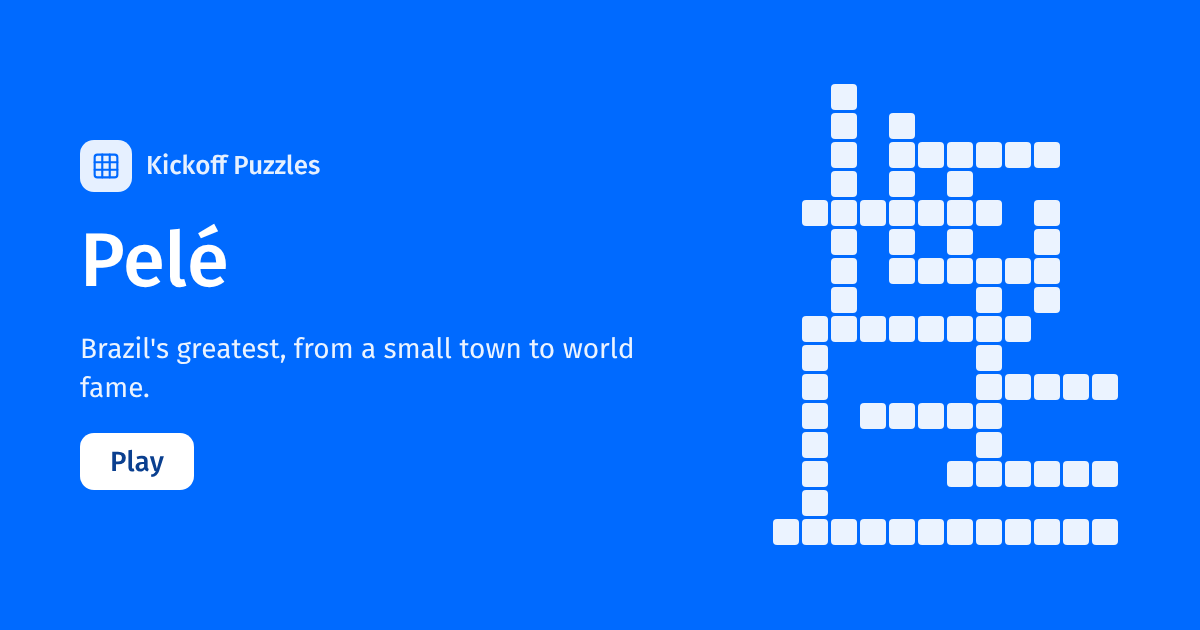 Kickoff Puzzles
Pelé
Brazil's greatest, from a small town to world
fame.
Play